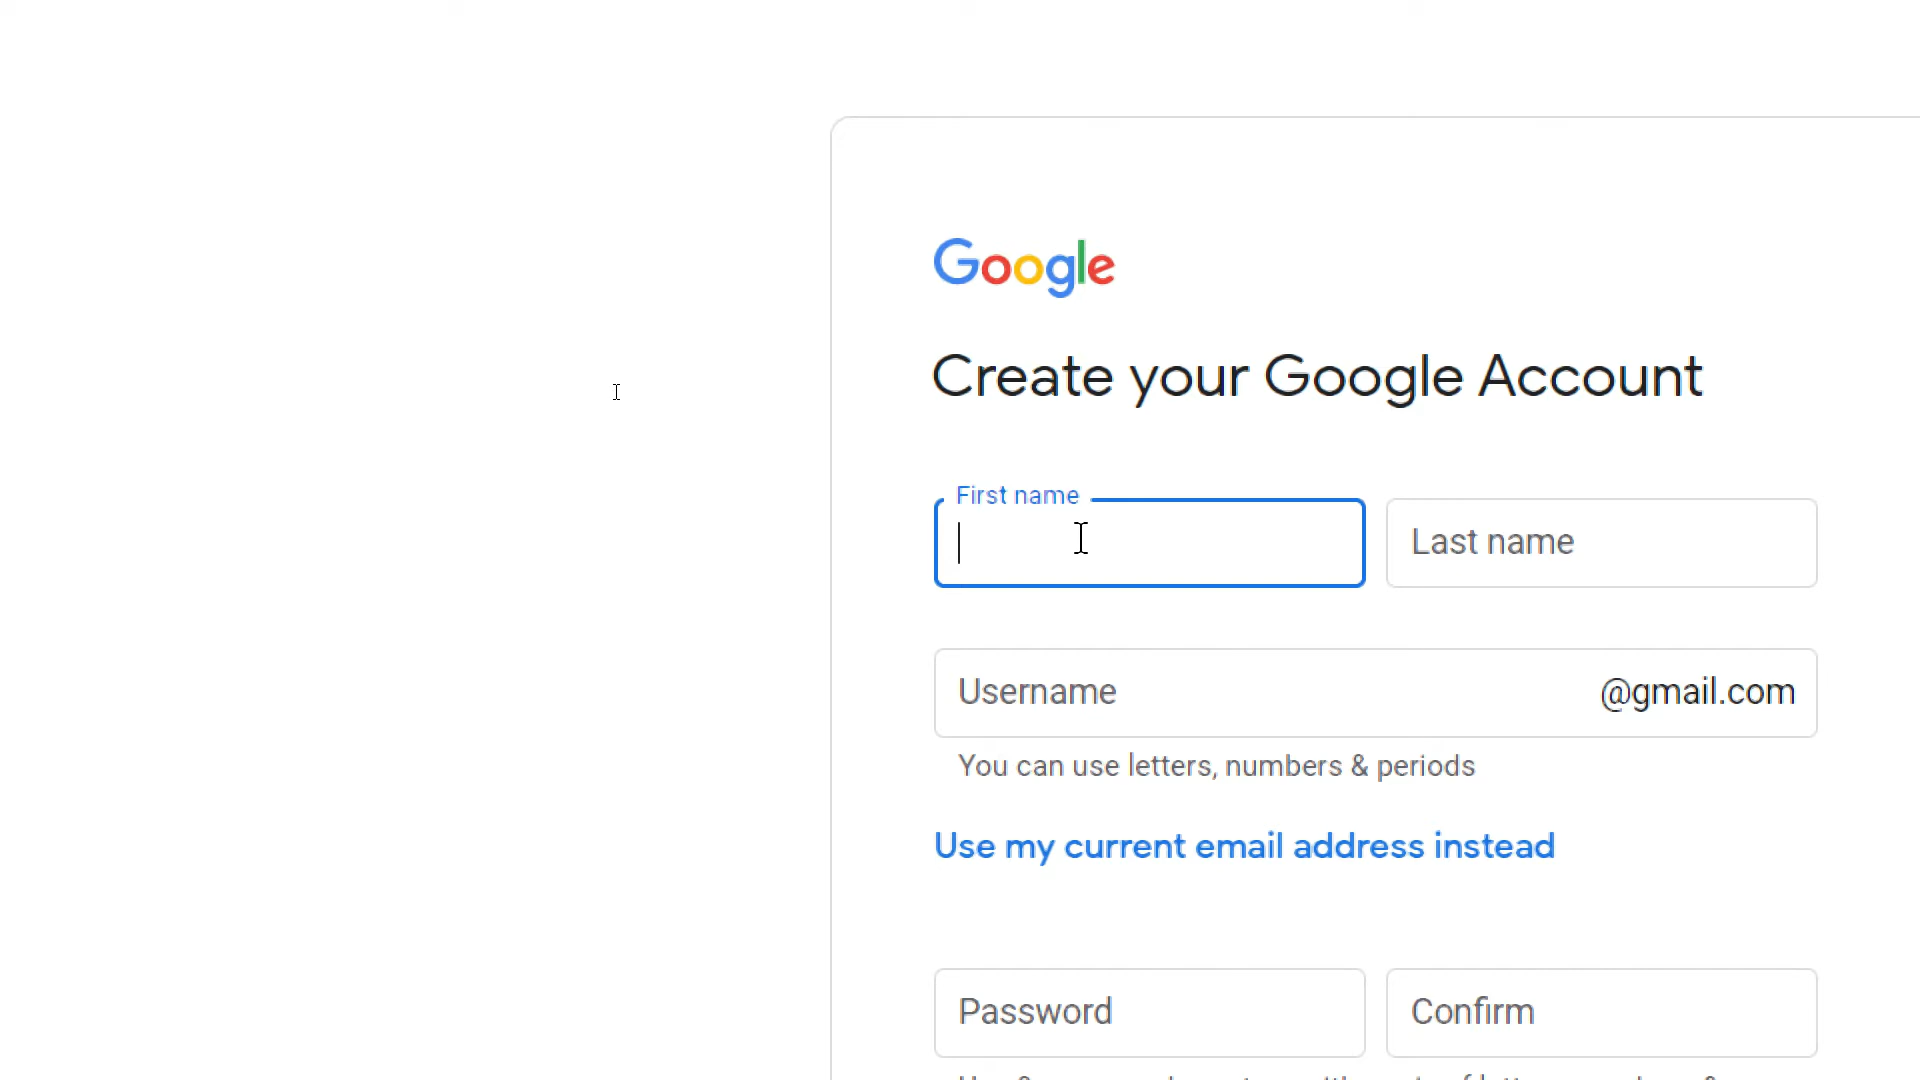 Google
Create your Google Account
First name
Last name
Username
@gmail.com
You can use letters, numbers & periods
Use my current email address instead
Password
Confirm